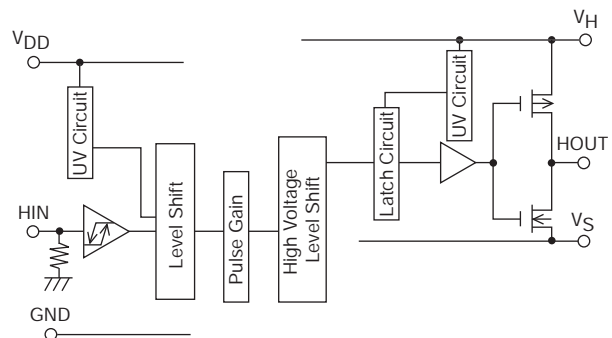 VH
VDD
UV Circuit
UV Circuit
Latch Circuit
HOUT
HIN
Level Shift
Pulse Gain
High Voltage
Level Shift
VS
GND